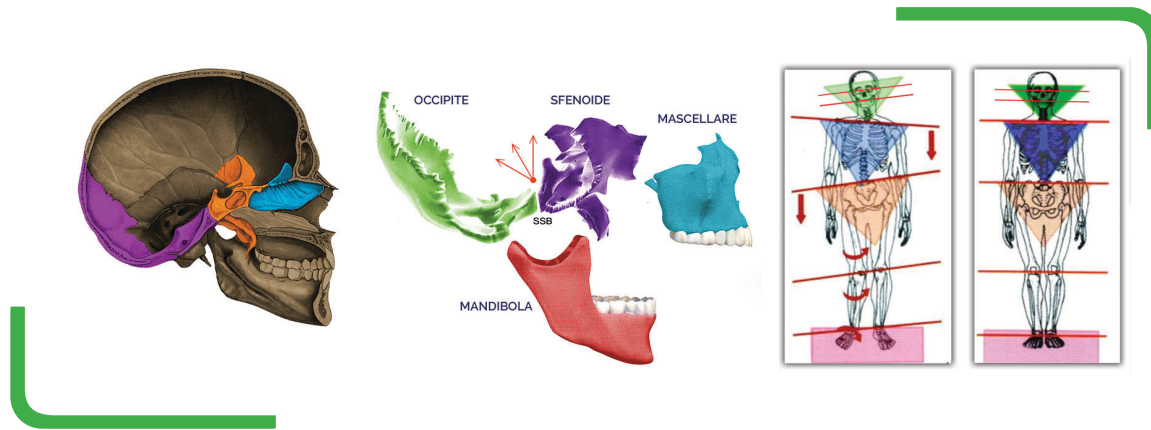 OCCIPITE
SFENOIDE
MASCELLARE
SSB
MANDIBOLA